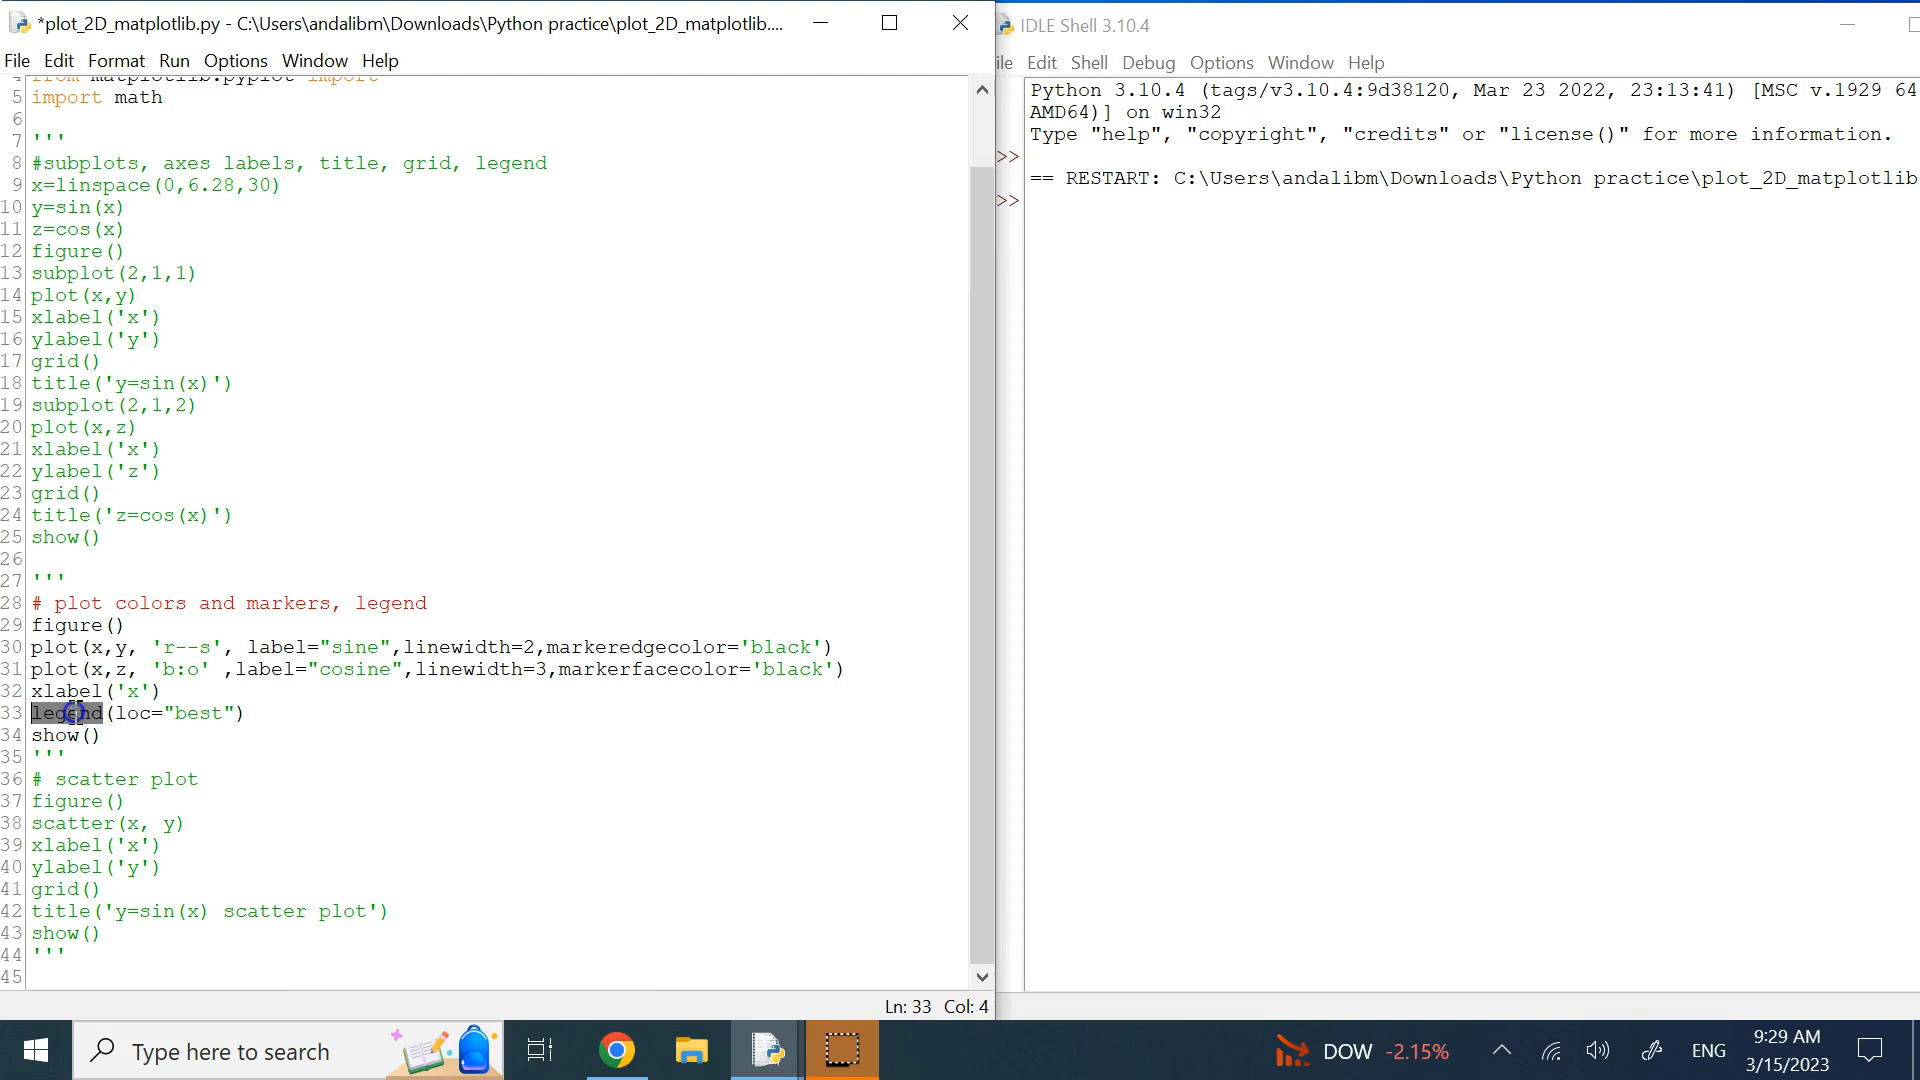 *plot_2D_matplotlib.py - C:\Users\andalibm\Downloads\Python practice\plot_2D_matplotlib....
File Edit Format Run Options Window Help
4 from matplotlib.pyplot import
5 import math
6
7 '''
8 #subplots, axes labels, title, grid, legend
9 x=linspace(0,6.28,30)
10 y=sin(x)
11 z=cos(x)
12 figure()
13 subplot(2,1,1)
14 plot(x,y)
15 xlabel('x')
16 ylabel('y')
17 grid()
18 title('y=sin(x)')
19 subplot(2,1,2)
20 plot(x,z)
21 xlabel('x')
22 ylabel('z')
23 grid()
24 title('z=cos(x)')
25 show()
26
27 '''
28 # plot colors and markers, legend
29 figure()
30 plot(x,y, 'r--s', label="sine",linewidth=2,markeredgecolor='black')
31 plot(x,z, 'b:o' ,label="cosine",linewidth=3,markerfacecolor='black')
32 xlabel('x')
33 legend(loc="best")
34 show()
35 '''
36 # scatter plot
37 figure()
38 scatter(x, y)
39 xlabel('x')
40 ylabel('y')
41 grid()
42 title('y=sin(x) scatter plot')
43 show()
44 '''
45
Ln: 33 Col: 4
IDLE Shell 3.10.4
ile Edit Shell Debug Options Window Help
Python 3.10.4 (tags/v3.10.4:9d38120, Mar 23 2022, 23:13:41) [MSC v.1929 64
AMD64)] on win32
Type "help", "copyright", "credits" or "license()" for more information.
>>
== RESTART: C:\Users\andalibm\Downloads\Python practice\plot_2D_matplotlib
>>
Type here to search
DOW -2.15%
ENG
9:29 AM
3/15/2023